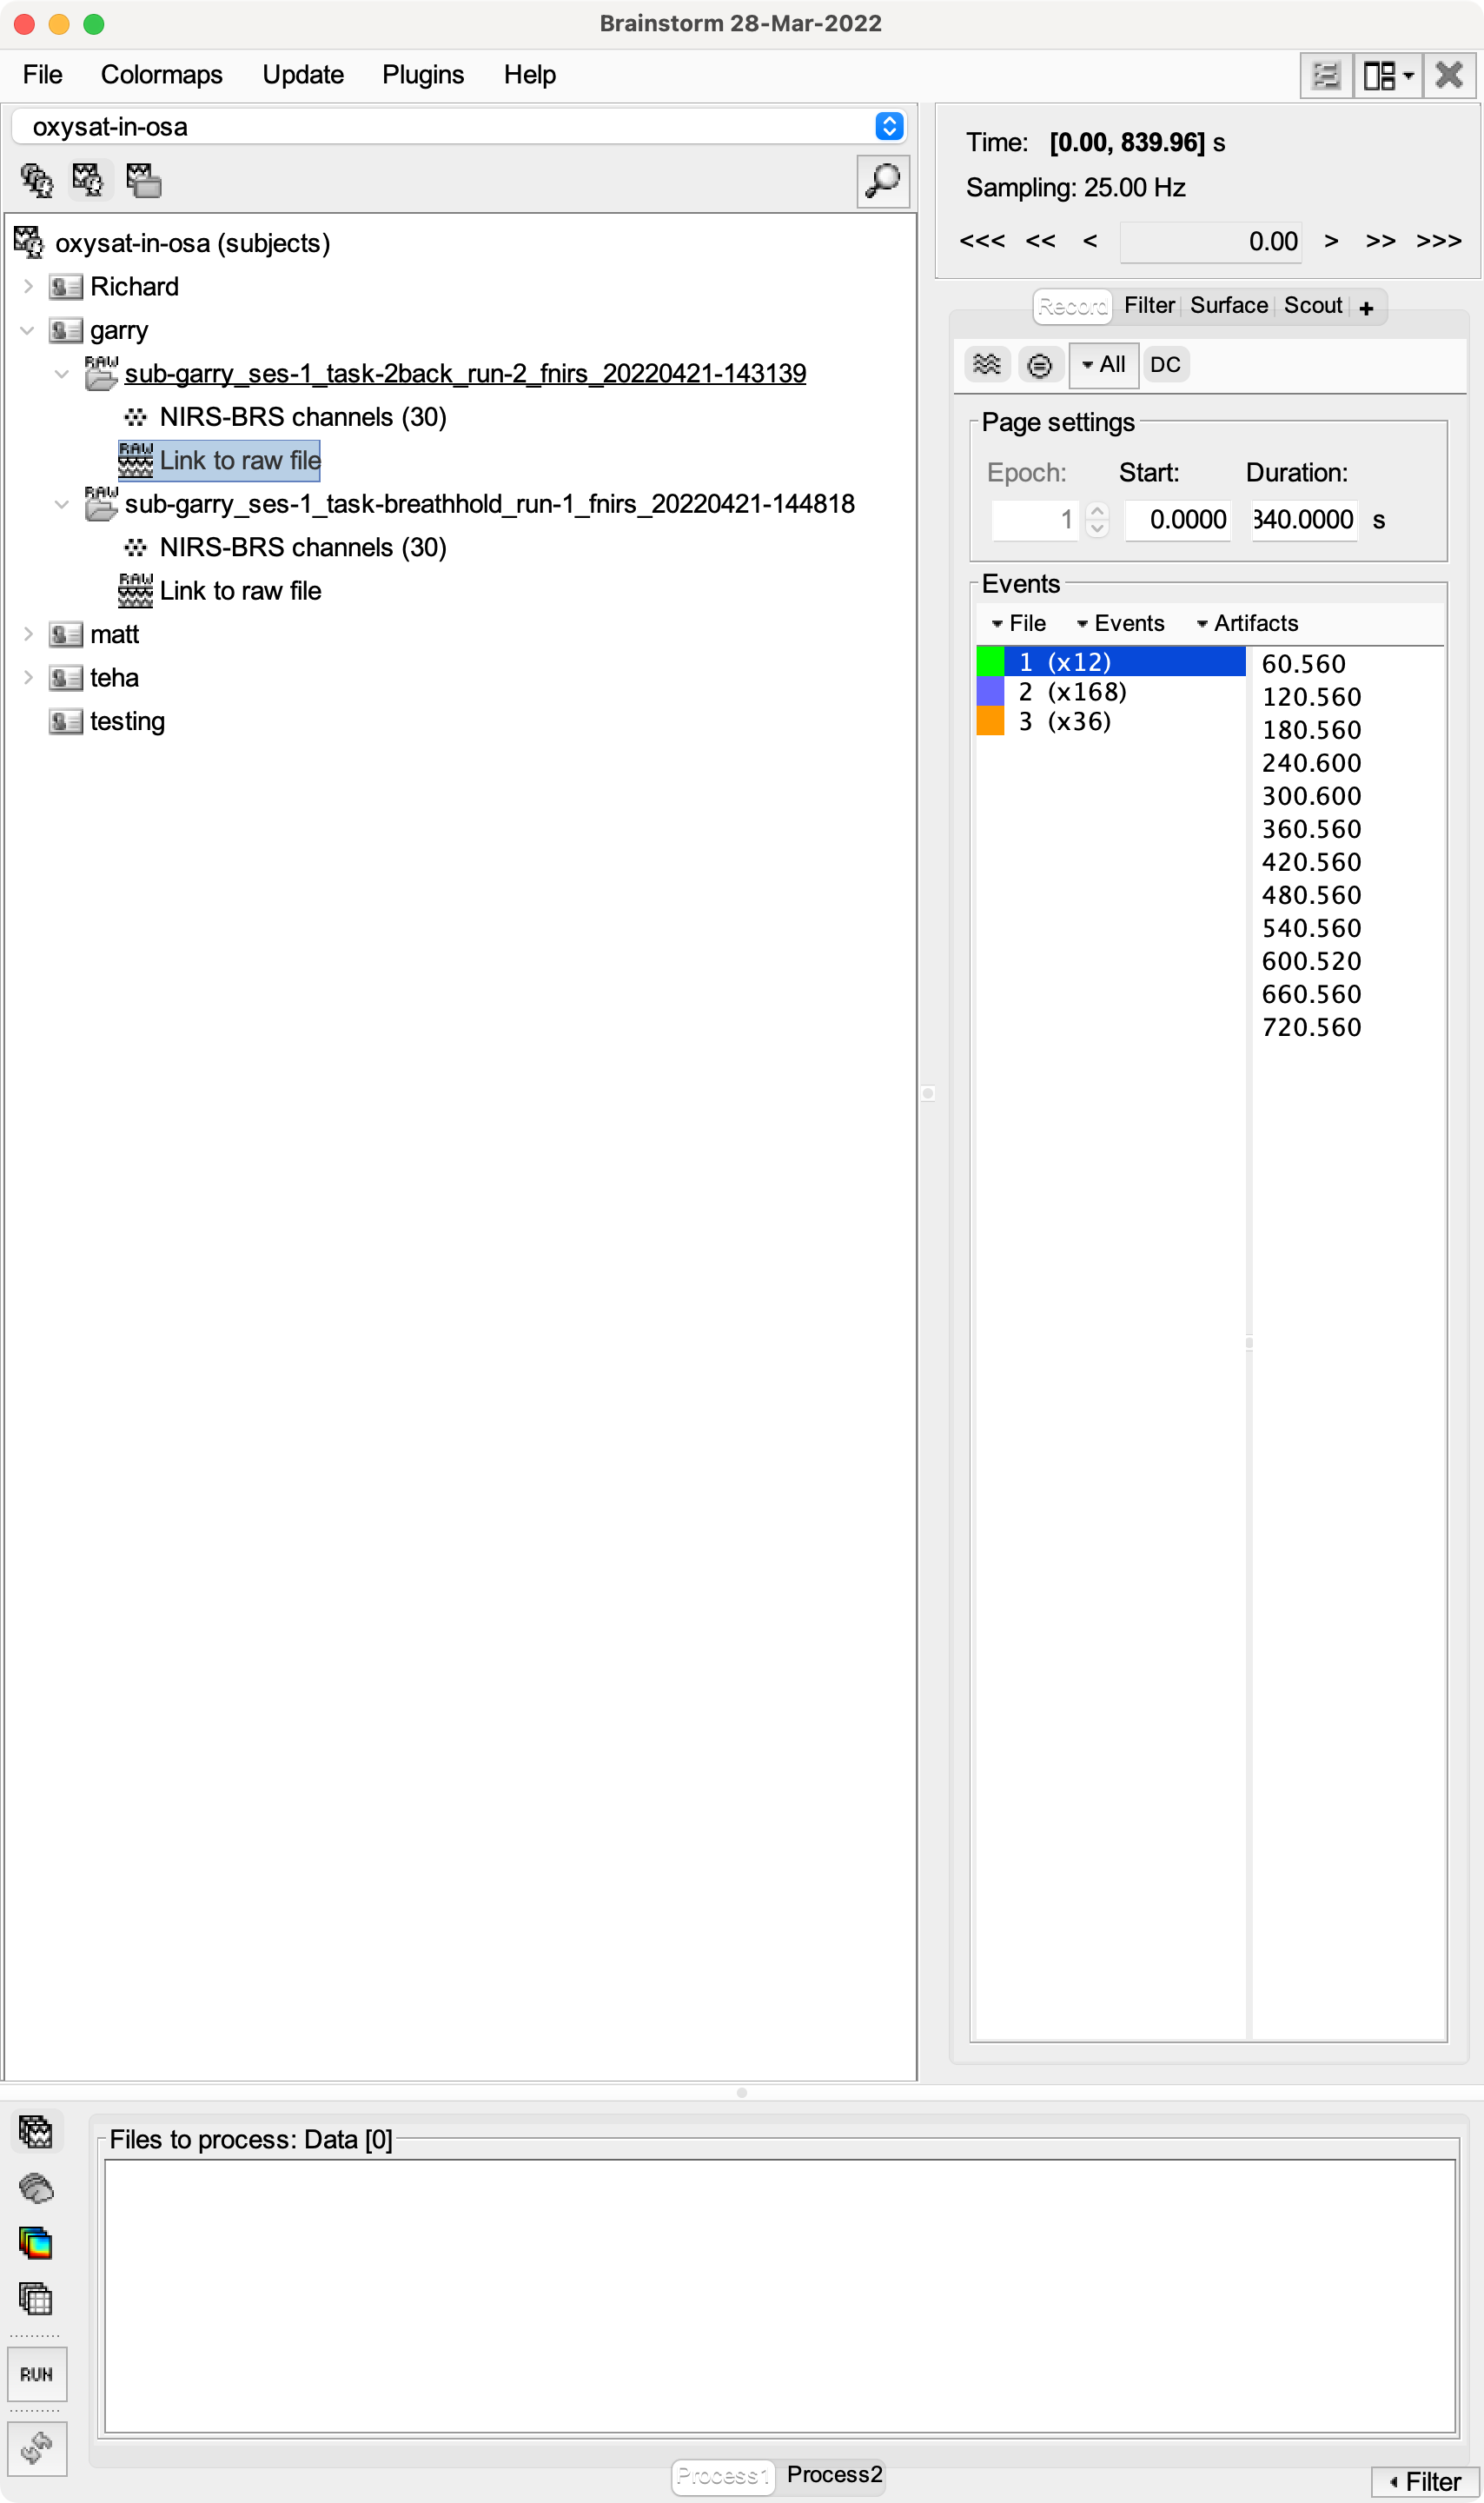 Brainstorm 28-Mar-2022
File Colormaps Update Plugins Help
oxysat-in-osa
oxysat-in-osa (subjects)
Richard
garry
RAW sub-garry_ses-1_task-2back_run-2_fnirs_20220421-143139
NIRS-BRS channels (30)
RAW Link to raw file
RAW sub-garry_ses-1_task-breathhold_run-1_fnirs_20220421-144818
NIRS-BRS channels (30)
RAW Link to raw file
matt
teha
testing
Time: [0.00, 839.96] s
Sampling: 25.00 Hz
<<< << < 0.00 > >> >>>
Record Filter Surface Scout +
All DC
Page settings
Epoch: Start: Duration:
1 0.0000 840.0000 s
Events
File Events Artifacts
1 (x12)
2 (x168)
3 (x36)
60.560
120.560
180.560
240.600
300.600
360.560
420.560
480.560
540.560
600.520
660.560
720.560
Files to process: Data [0]
RUN
Process1 Process2
Filter